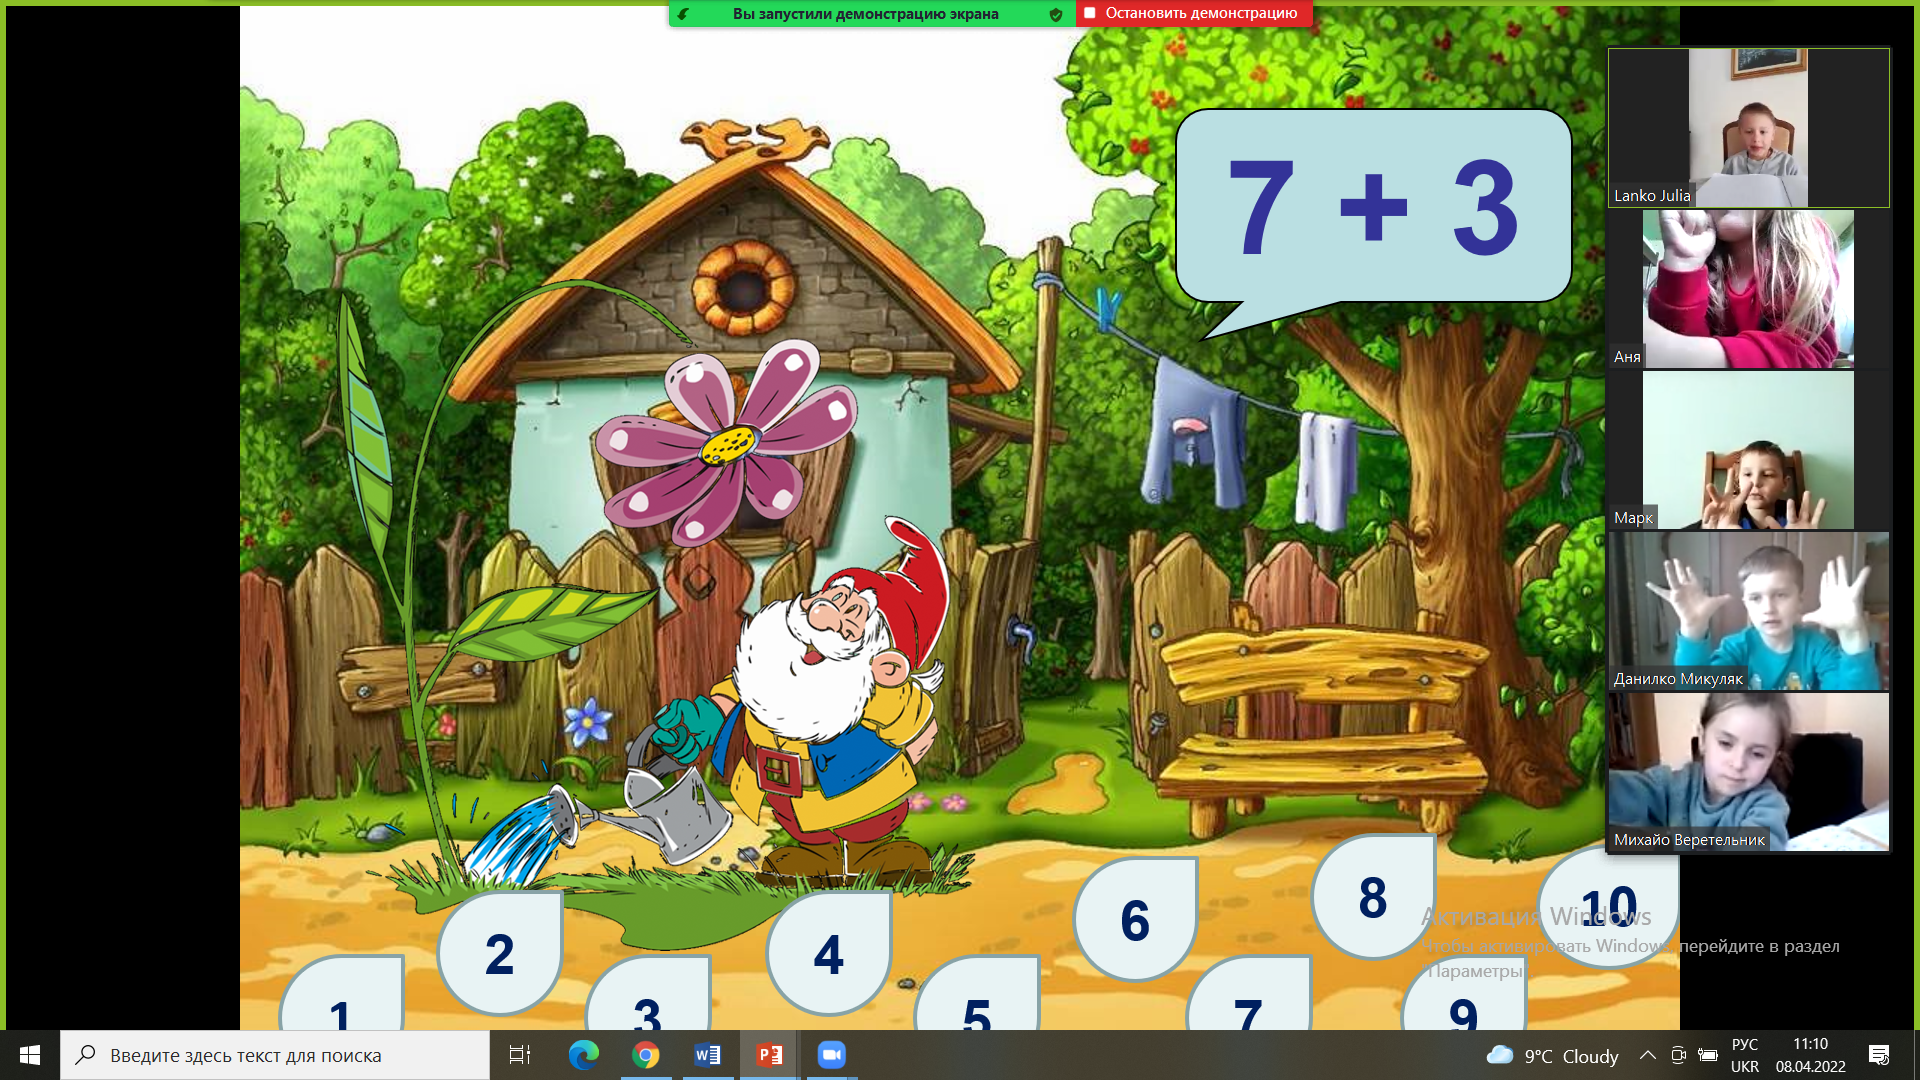 Вы запустили демонстрацию экрана
Остановить демонстрацию
7 + 3
Lanko Julia
Аня
Марк
Данилко Микуляк
Михайо Веретельник
1
2
3
4
5
6
7
8
9
10
Активация Windows
Чтобы активировать Windows, перейдите в раздел
Параметры
Введите здесь текст для поиска
9°C Cloudy
РУС
UKR
11:10
08.04.2022